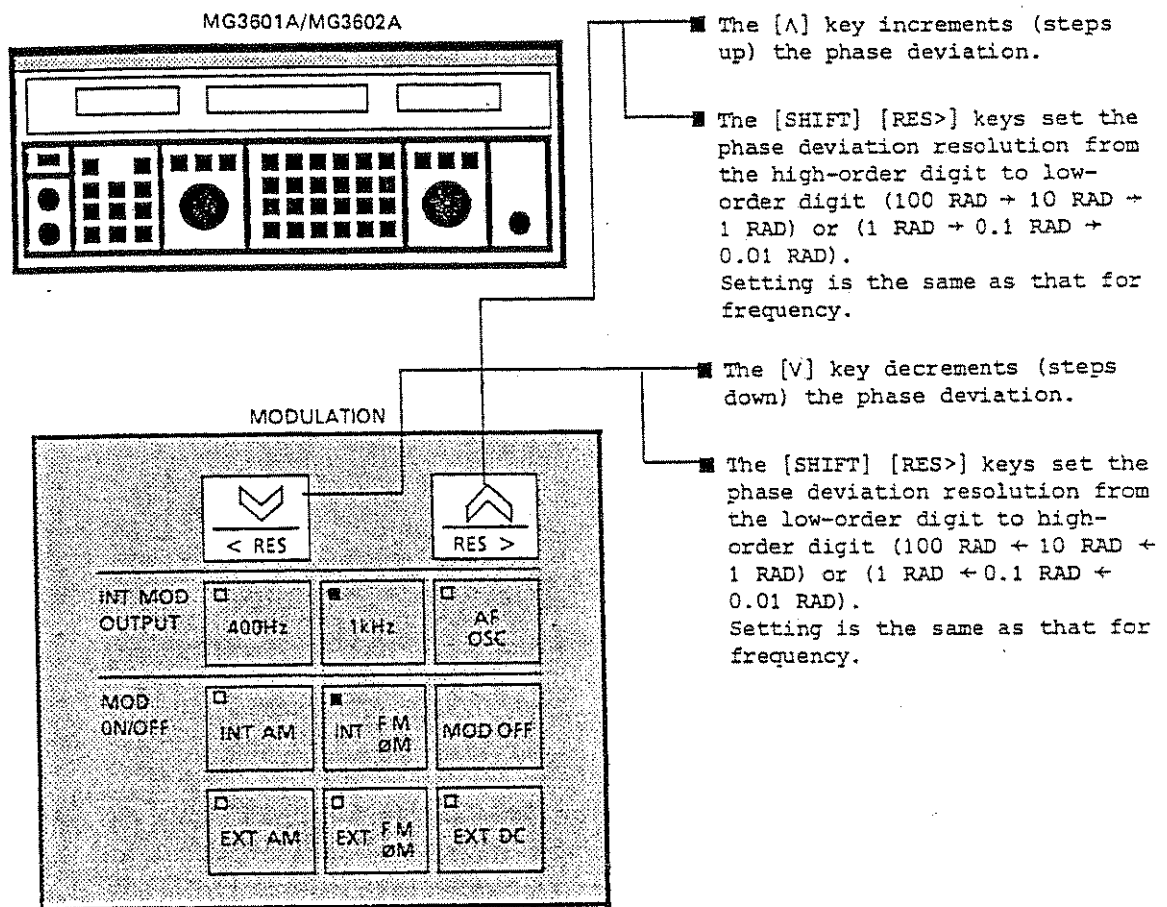 MG3601A/MG3602A
■ The [Λ] key increments (steps
up) the phase deviation.
■ The [SHIFT] [RES>] keys set the
phase deviation resolution from
the high-order digit to low-
order digit (100 RAD → 10 RAD →
1 RAD) or (1 RAD → 0.1 RAD →
0.01 RAD).
Setting is the same as that for
frequency.
■ The [V] key decrements (steps
down) the phase deviation.
■ The [SHIFT] [RES>] keys set the
phase deviation resolution from
the low-order digit to high-
order digit (100 RAD ← 10 RAD ←
1 RAD) or (1 RAD ← 0.1 RAD ←
0.01 RAD).
Setting is the same as that for
frequency.
MODULATION
< RES
RES >
INT MOD
OUTPUT
400Hz
1kHz
AF
OSC
MOD
ON/OFF
INT AM
INT FM
ØM
MOD OFF
EXT AM
EXT FM
ØM
EXT DC